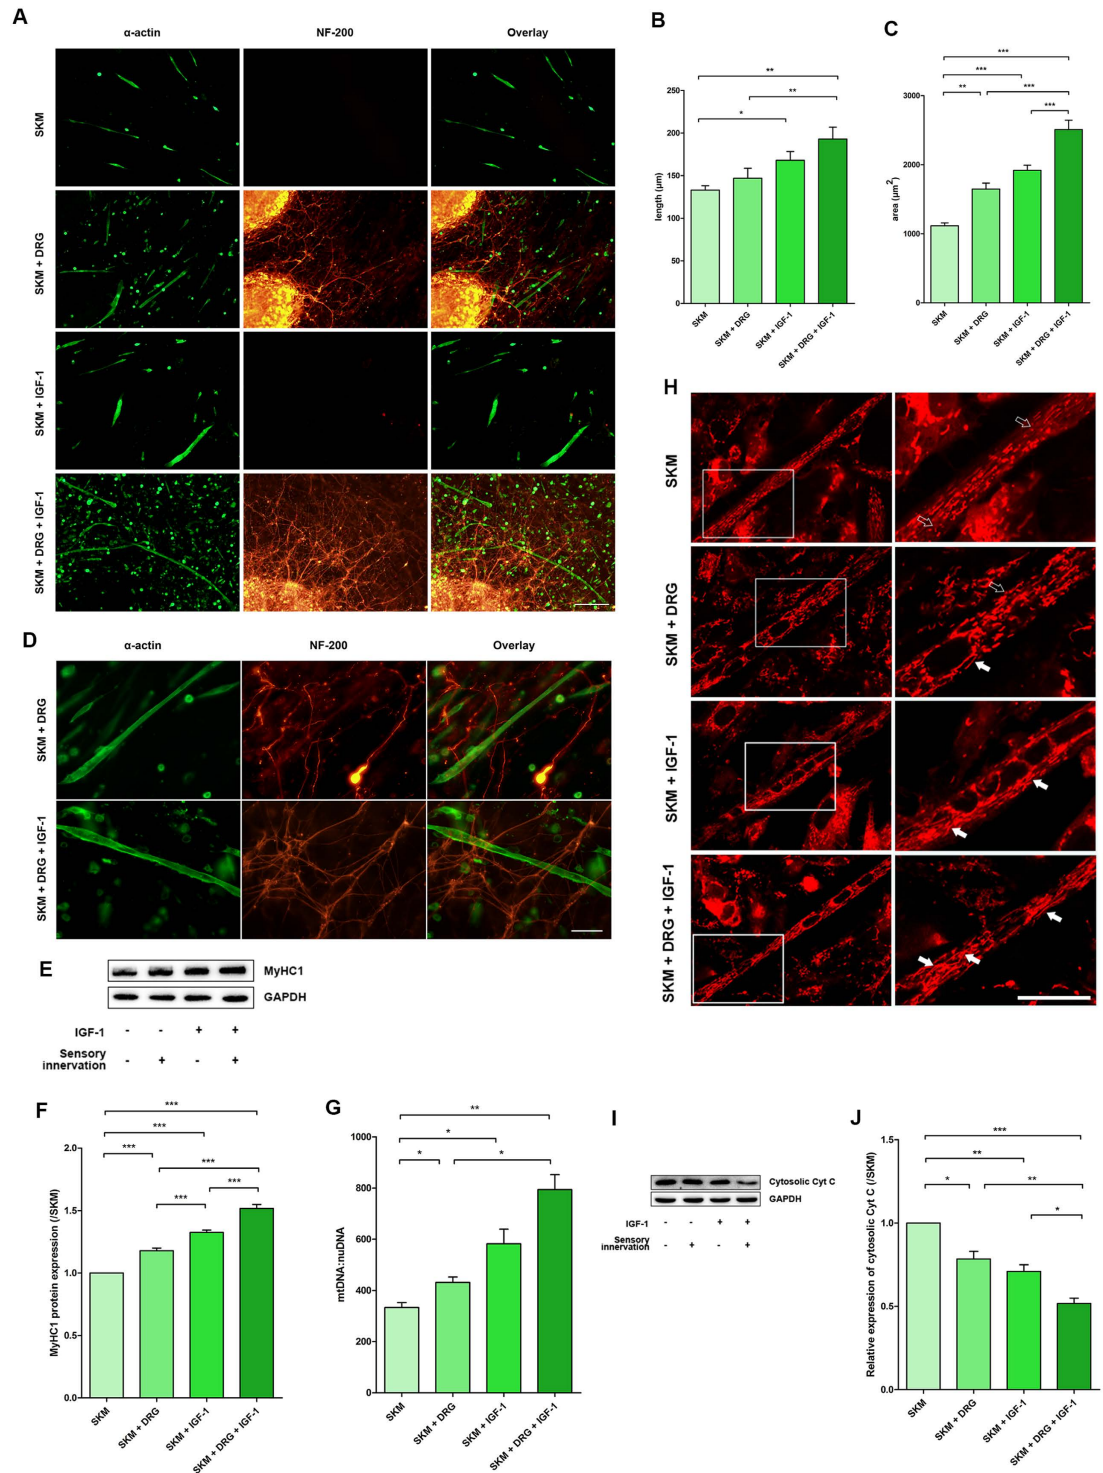 A
α-actin NF-200 Overlay
SKM
SKM + DRG
SKM + IGF-1
SKM + DRG + IGF-1
B
** 
**
*
250
200
150
100
50
0
length (µm)
SKM
SKM + DRG
SKM + IGF-1
SKM + DRG + IGF-1
C
***
***
** ***
***
3000
2000
1000
0
area (µm²)
SKM
SKM + DRG
SKM + IGF-1
SKM + DRG + IGF-1
D
α-actin NF-200 Overlay
SKM + DRG
SKM + DRG + IGF-1
E
MyHC1
GAPDH
IGF-1 - - + +
Sensory
innervation - + - +
F
***
***
***
***
***
***
2.0
1.5
1.0
0.5
0.0
MyHC1 protein expression (/SKM)
SKM
SKM + DRG
SKM + IGF-1
SKM + DRG + IGF-1
G
**
*
* *
1000
800
600
400
200
0
mtDNA:nuDNA
SKM
SKM + DRG
SKM + IGF-1
SKM + DRG + IGF-1
H
SKM
SKM + DRG
SKM + IGF-1
SKM + DRG + IGF-1
I
Cytosolic Cyt C
GAPDH
IGF-1 - - + +
Sensory
innervation - + - +
J
***
**
* **
*
1.5
1.0
0.5
0.0
Relative expression of cytosolic Cyt C (/SKM)
SKM
SKM + DRG
SKM + IGF-1
SKM + DRG + IGF-1